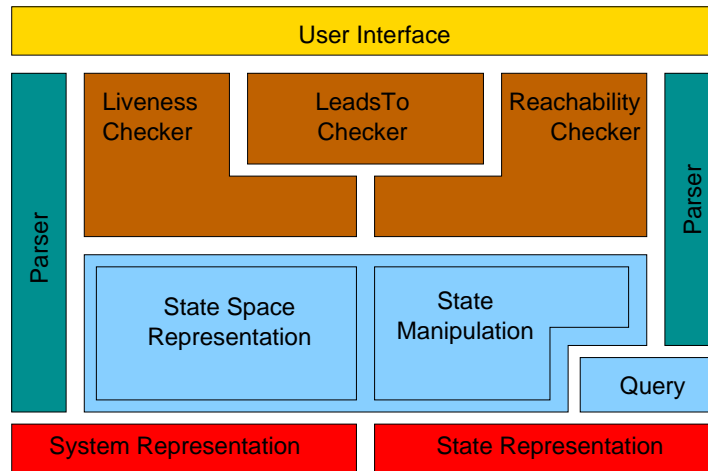 User Interface
Liveness
Checker
LeadsTo
Checker
Reachability
Checker
Parser
Parser
State Space
Representation
State
Manipulation
Query
System Representation
State Representation